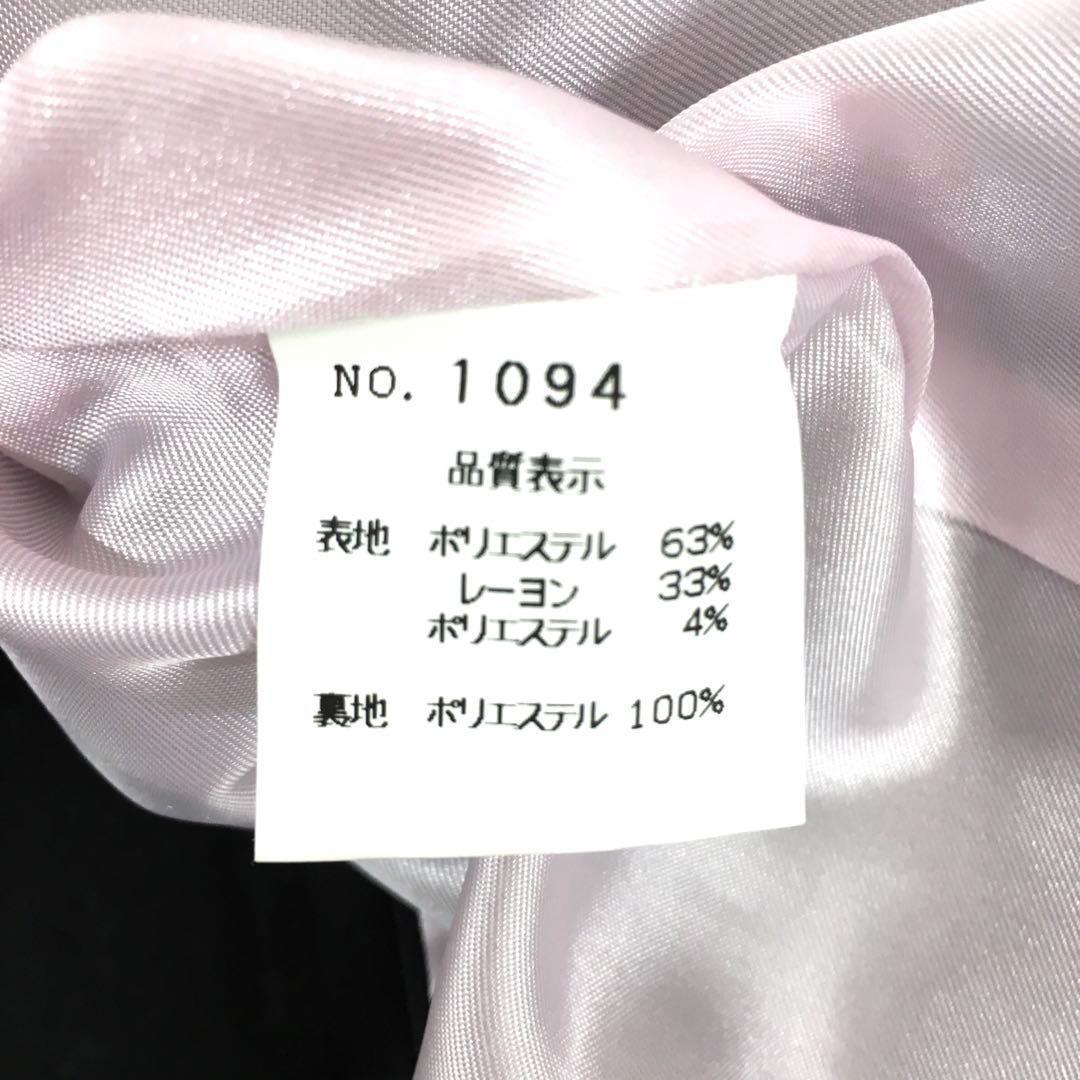 NO. 1094
品質表示
表地 ポリエステル 63%
レーヨン 33%
ポリエステル 4%
裏地 ポリエステル 100%